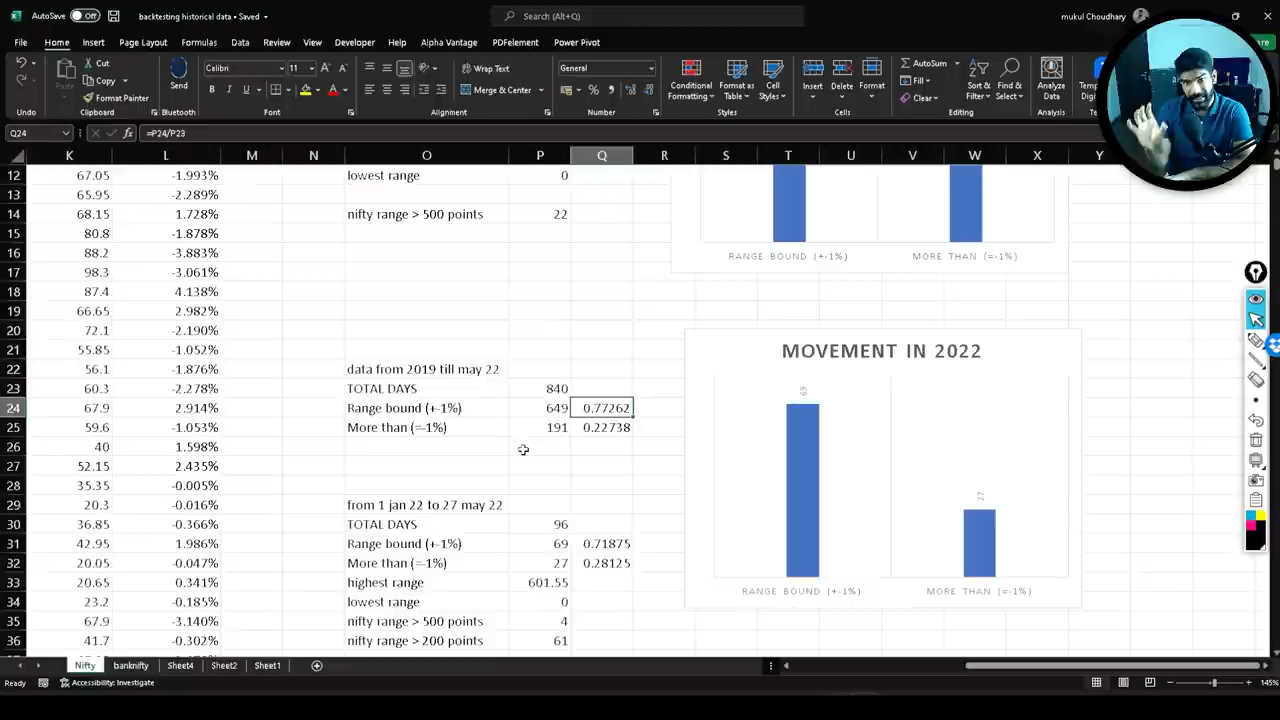 AutoSave Off backtesting historical data • Saved Search (Alt+Q) mukul Choudhary
File Home Insert Page Layout Formulas Data Review View Developer Help Alpha Vantage PDFelement Power Pivot
Cut
Copy
Format Painter
Paste
Send
Calibri 11
Wrap Text
Merge & Center
General
Conditional Formatting
Format as Table
Cell Styles
Insert Delete Format
AutoSum
Fill
Clear
Sort & Filter
Find & Select
Analyze Data
Undo Clipboard SendAnywhere Font Alignment Number Styles Cells Editing Analysis
Q24 fx =P24/P23
K L M N O P Q R S T U V W X Y
12 67.05 -1.993% lowest range 0
13 65.95 -2.289%
14 68.15 1.728% nifty range > 500 points 22
15 80.8 -1.878%
16 88.2 -3.883%
17 98.3 -3.061%
18 87.4 4.138%
19 66.65 2.982%
20 72.1 -2.190%
21 55.85 -1.052%
22 56.1 -1.876% data from 2019 till may 22
23 60.3 -2.278% TOTAL DAYS 840
24 67.9 2.914% Range bound (+-1%) 649 0.77262
25 59.6 -1.053% More than (=-1%) 191 0.22738
26 40 1.598%
27 52.15 2.435%
28 35.35 -0.005%
29 20.3 -0.016% from 1 jan 22 to 27 may 22
30 36.85 -0.366% TOTAL DAYS 96
31 42.95 1.986% Range bound (+-1%) 69 0.71875
32 20.05 -0.047% More than (=-1%) 27 0.28125
33 20.65 0.341% highest range 601.55
34 23.2 -0.185% lowest range 0
35 67.9 -3.140% nifty range > 500 points 4
36 41.7 -0.302% nifty range > 200 points 61
RANGE BOUND (+-1%) MORE THAN (=-1%)
MOVEMENT IN 2022
69
27
RANGE BOUND (+-1%) MORE THAN (=-1%)
Nifty banknifty Sheet4 Sheet2 Sheet1
Ready Accessibility: Investigate 145%